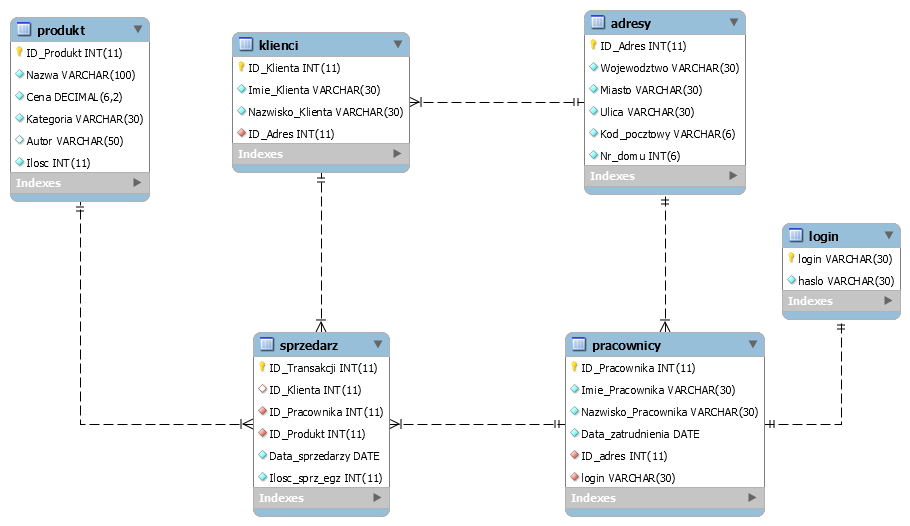 produkt
ID_Produkt INT(11)
Nazwa VARCHAR(100)
Cena DECIMAL(6,2)
Kategoria VARCHAR(30)
Autor VARCHAR(50)
Ilosc INT(11)
Indexes
klienci
ID_Klienta INT(11)
Imie_Klienta VARCHAR(30)
Nazwisko_Klienta VARCHAR(30)
ID_Adres INT(11)
Indexes
adresy
ID_Adres INT(11)
Wojewodztwo VARCHAR(30)
Miasto VARCHAR(30)
Ulica VARCHAR(30)
Kod_pocztowy VARCHAR(6)
Nr_domu INT(6)
Indexes
login
login VARCHAR(30)
haslo VARCHAR(30)
Indexes
sprzedarz
ID_Transakcji INT(11)
ID_Klienta INT(11)
ID_Pracownika INT(11)
ID_Produkt INT(11)
Data_sprzedarzy DATE
Ilosc_sprz_egz INT(11)
Indexes
pracownicy
ID_Pracownika INT(11)
Imie_Pracownika VARCHAR(30)
Nazwisko_Pracownika VARCHAR(30)
Data_zatrudnienia DATE
ID_adres INT(11)
login VARCHAR(30)
Indexes